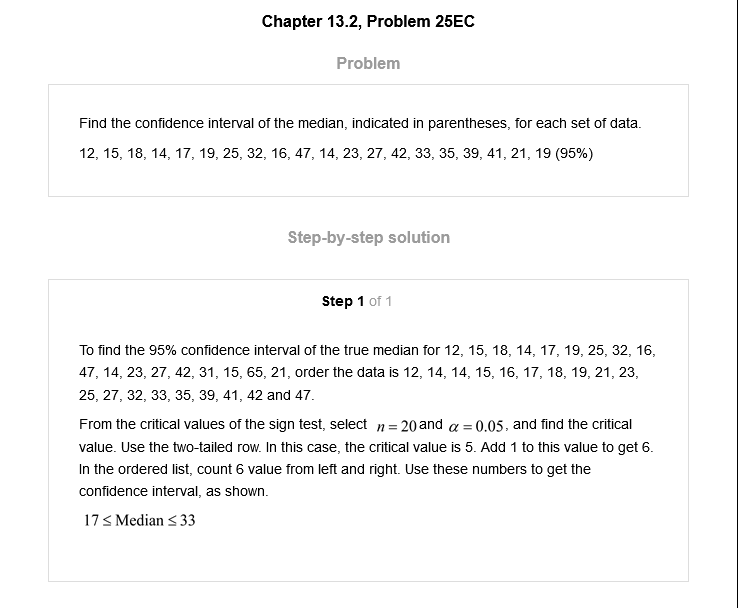 Chapter 13.2, Problem 25EC
Problem
Find the confidence interval of the median, indicated in parentheses, for each set of data.
12, 15, 18, 14, 17, 19, 25, 32, 16, 47, 14, 23, 27, 42, 33, 35, 39, 41, 21, 19 (95%)
Step-by-step solution
Step 1 of 1
To find the 95% confidence interval of the true median for 12, 15, 18, 14, 17, 19, 25, 32, 16,
47, 14, 23, 27, 42, 31, 15, 65, 21, order the data is 12, 14, 14, 15, 16, 17, 18, 19, 21, 23,
25, 27, 32, 33, 35, 39, 41, 42 and 47.
From the critical values of the sign test, select n = 20 and α = 0.05, and find the critical
value. Use the two-tailed row. In this case, the critical value is 5. Add 1 to this value to get 6.
In the ordered list, count 6 value from left and right. Use these numbers to get the
confidence interval, as shown.
17 ≤ Median ≤ 33